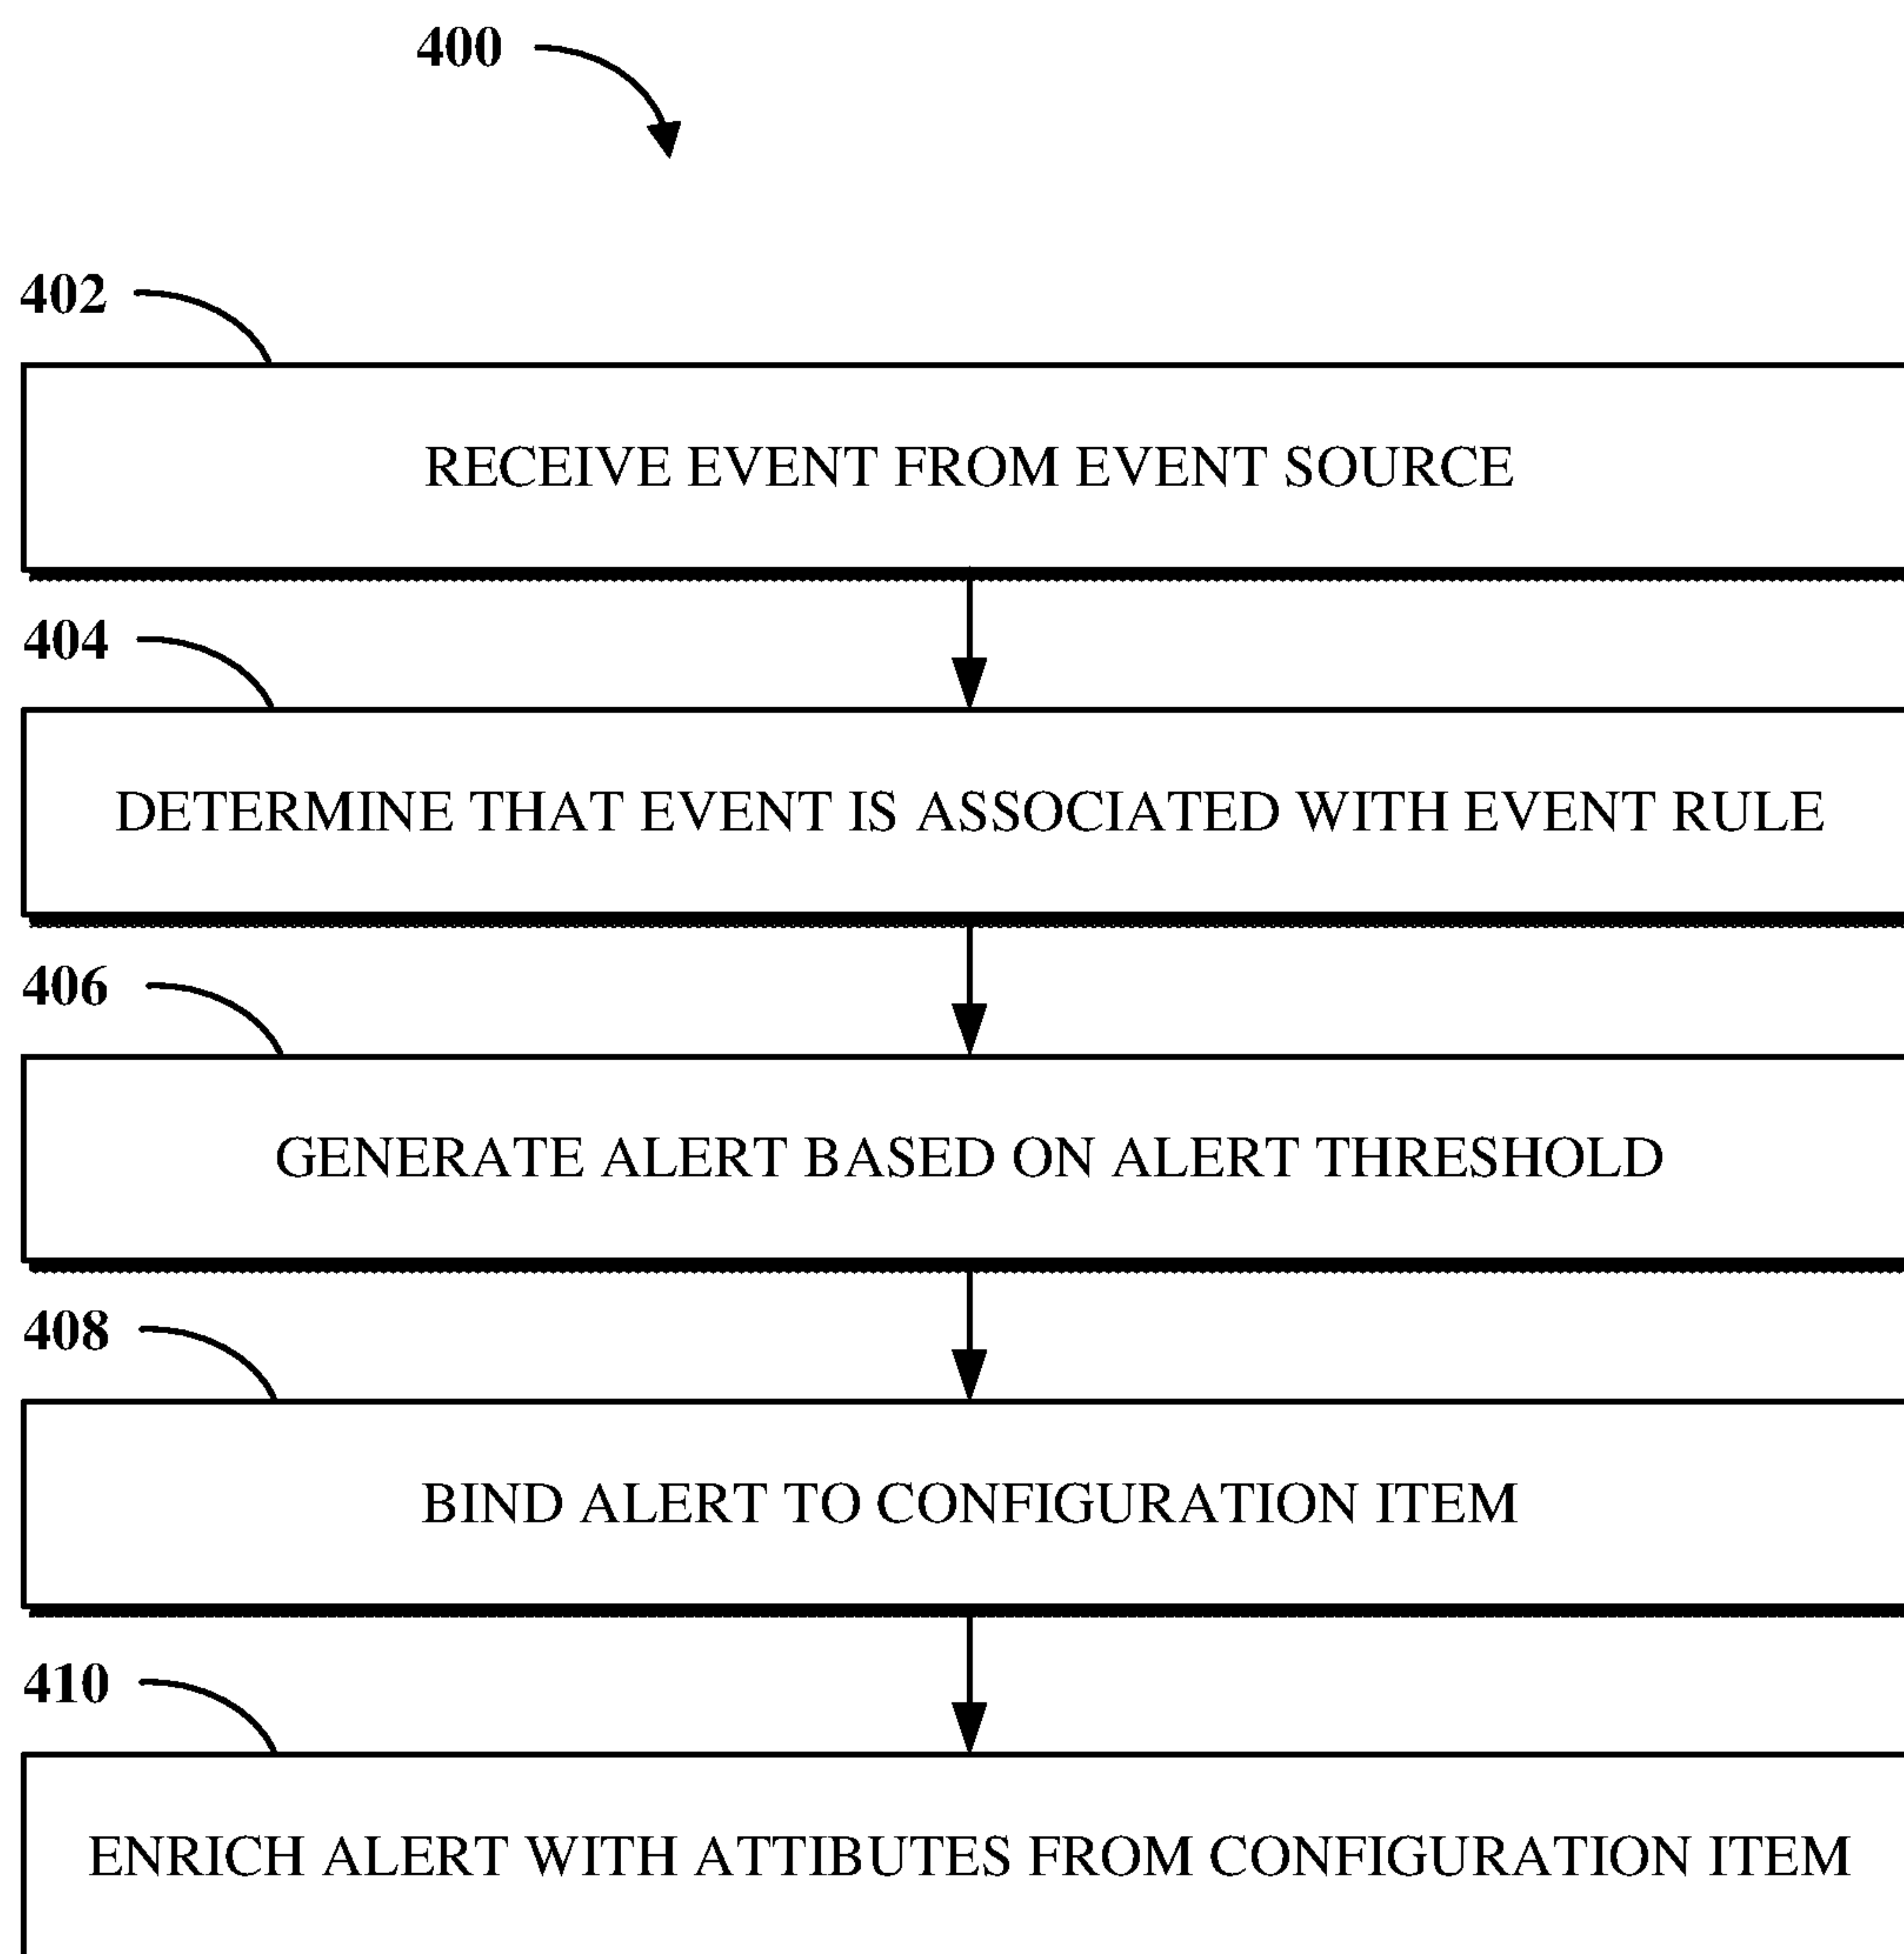 400
402
RECEIVE EVENT FROM EVENT SOURCE
404
DETERMINE THAT EVENT IS ASSOCIATED WITH EVENT RULE
406
GENERATE ALERT BASED ON ALERT THRESHOLD
408
BIND ALERT TO CONFIGURATION ITEM
410
ENRICH ALERT WITH ATTIBUTES FROM CONFIGURATION ITEM